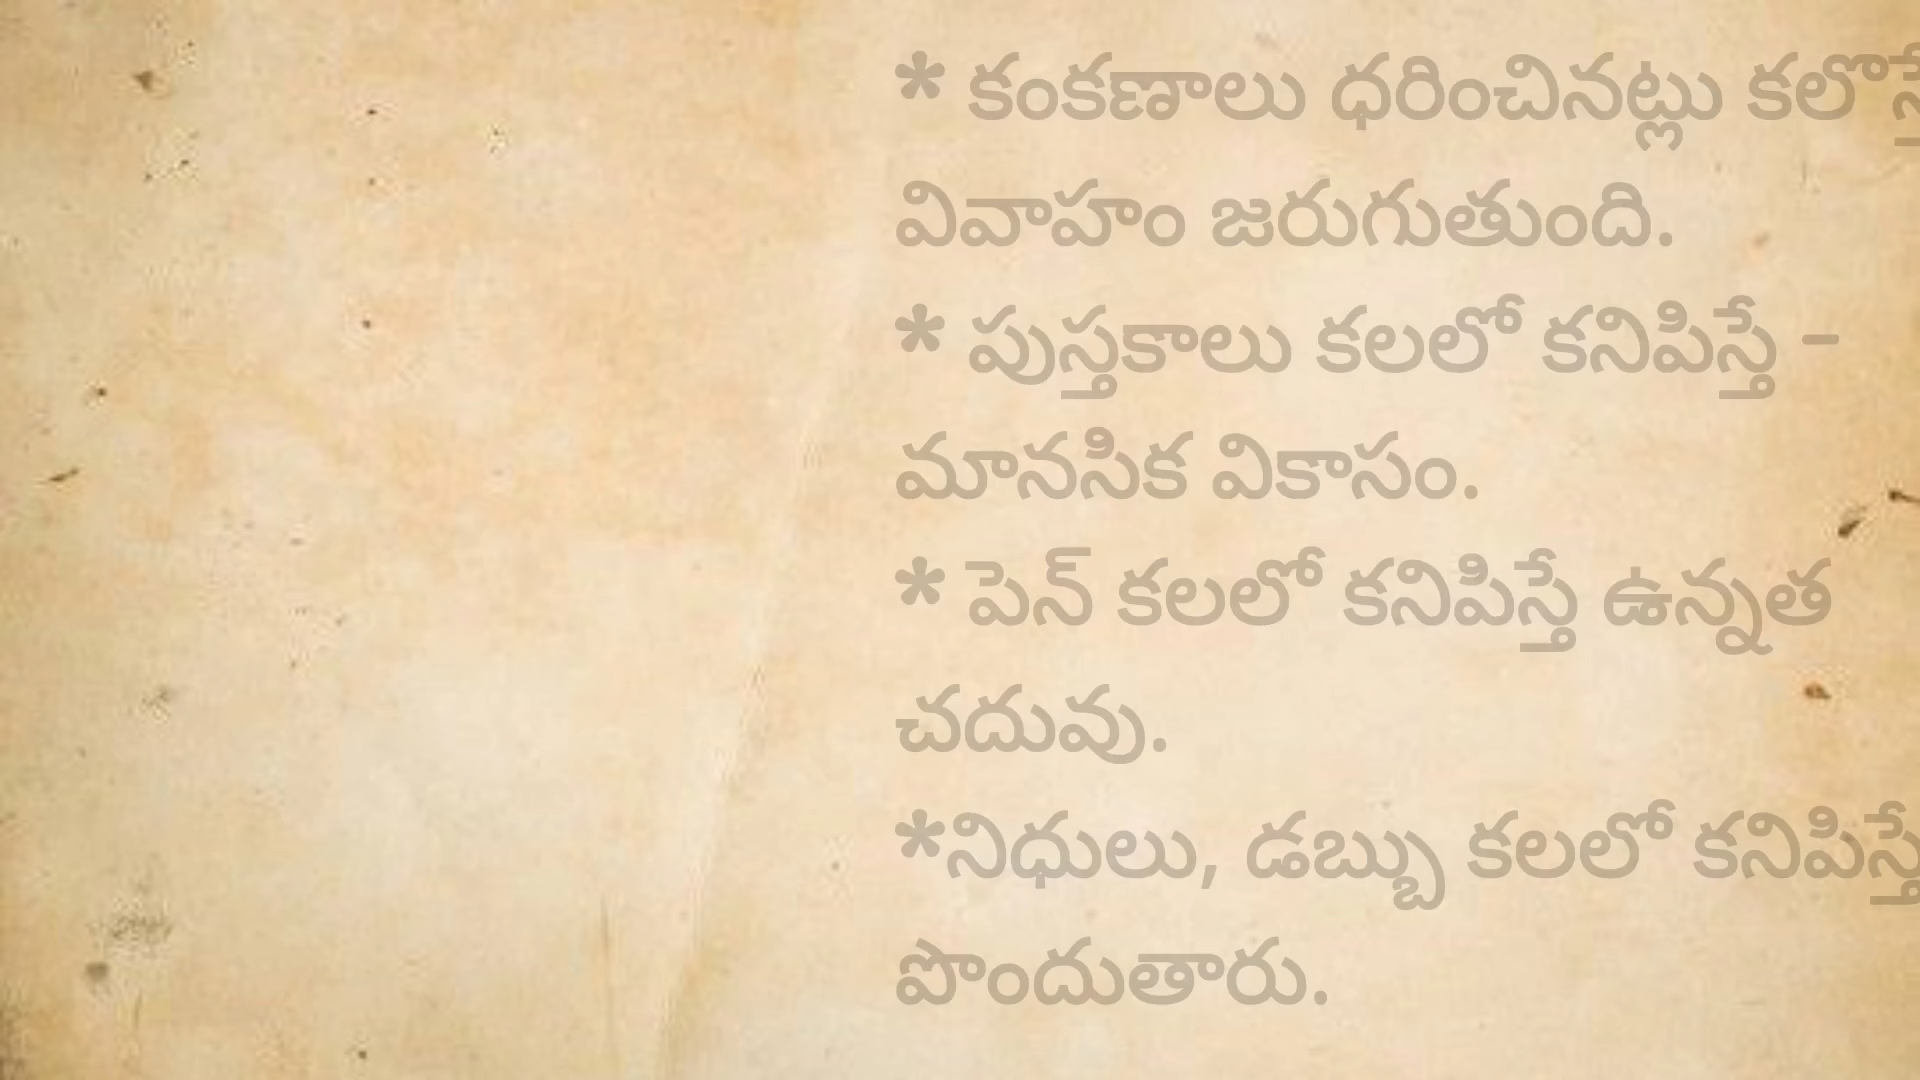 * కంకణాలు ధరించినట్లు కలొస్తే
వివాహం జరుగుతుంది.
* పుస్తకాలు కలలో కనిపిస్తే -
మానసిక వికాసం.
* పెన్ కలలో కనిపిస్తే ఉన్నత
చదువు.
*నిధులు, డబ్బు కలలో కనిపిస్తే
పొందుతారు.